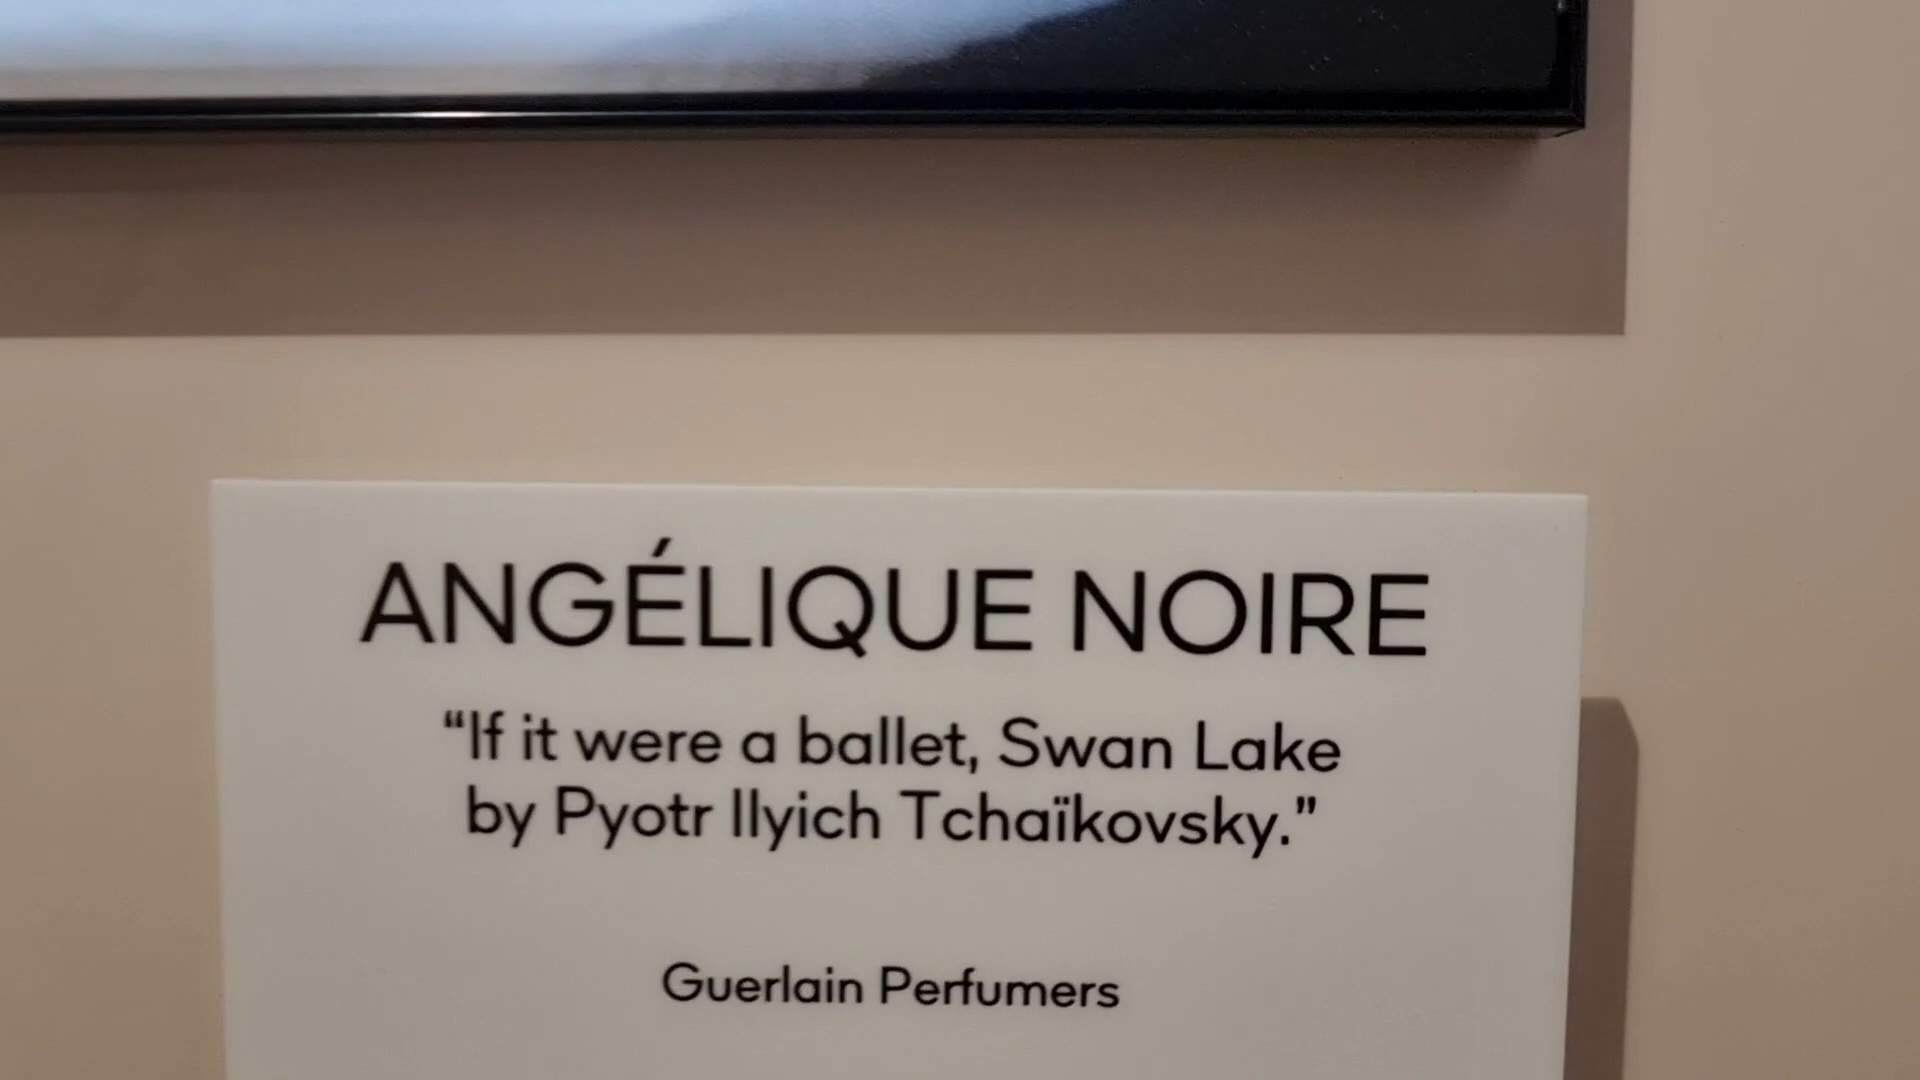 ANGÉLIQUE NOIRE
“If it were a ballet, Swan Lake
by Pyotr Ilyich Tchaïkovsky.”
Guerlain Perfumers